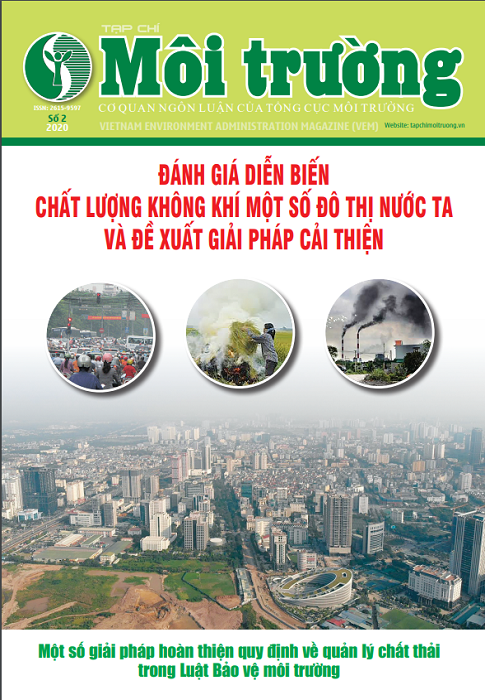 TẠP CHÍ
Môi trường
ISSN: 2615-9597
CƠ QUAN NGÔN LUẬN CỦA TỔNG CỤC MÔI TRƯỜNG
Số 2
2020
VIETNAM ENVIRONMENT ADMINISTRATION MAGAZINE (VEM)
Website: tapchimoitruong.vn
ĐÁNH GIÁ DIỄN BIẾN
CHẤT LƯỢNG KHÔNG KHÍ MỘT SỐ ĐÔ THỊ NƯỚC TA
VÀ ĐỀ XUẤT GIẢI PHÁP CẢI THIỆN
Một số giải pháp hoàn thiện quy định về quản lý chất thải
trong Luật Bảo vệ môi trường